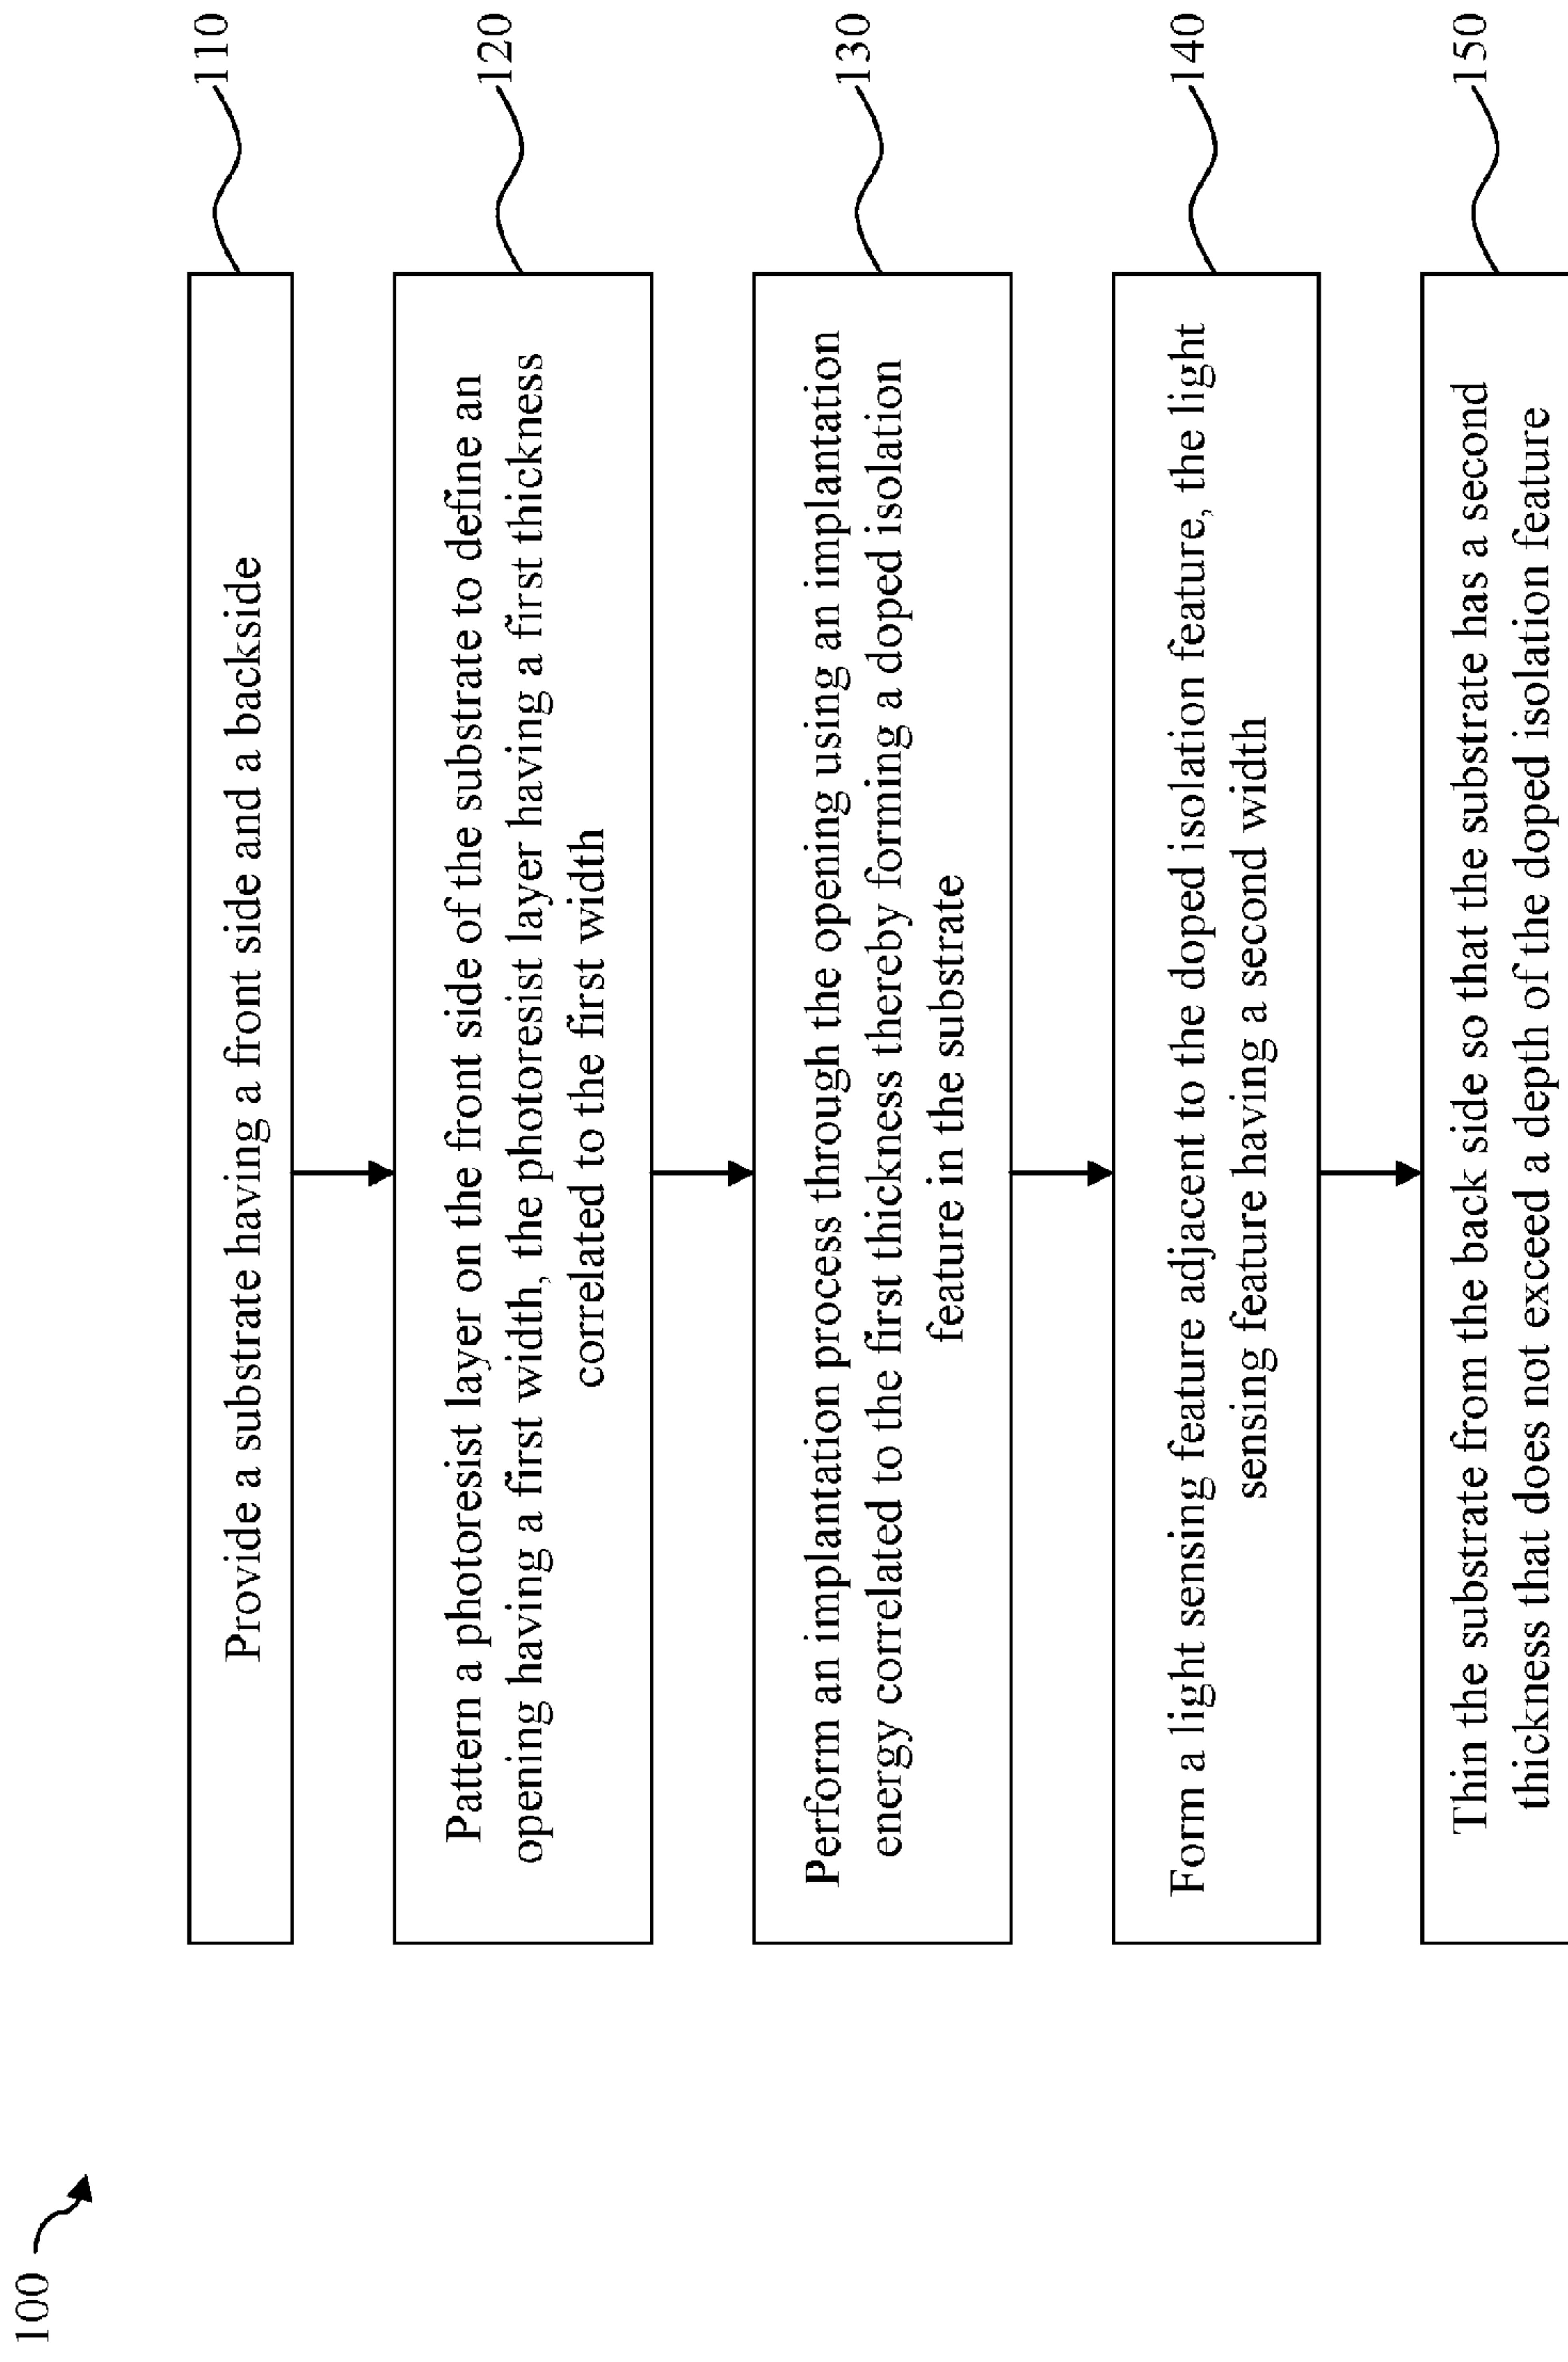 100
110
Provide a substrate having a front side and a backside
120
Pattern a photoresist layer on the front side of the substrate to define an
opening having a first width, the photoresist layer having a first thickness
correlated to the first width
130
Perform an implantation process through the opening using an implantation
energy correlated to the first thickness thereby forming a doped isolation
feature in the substrate
140
Form a light sensing feature adjacent to the doped isolation feature, the light
sensing feature having a second width
150
Thin the substrate from the back side so that the substrate has a second
thickness that does not exceed a depth of the doped isolation feature